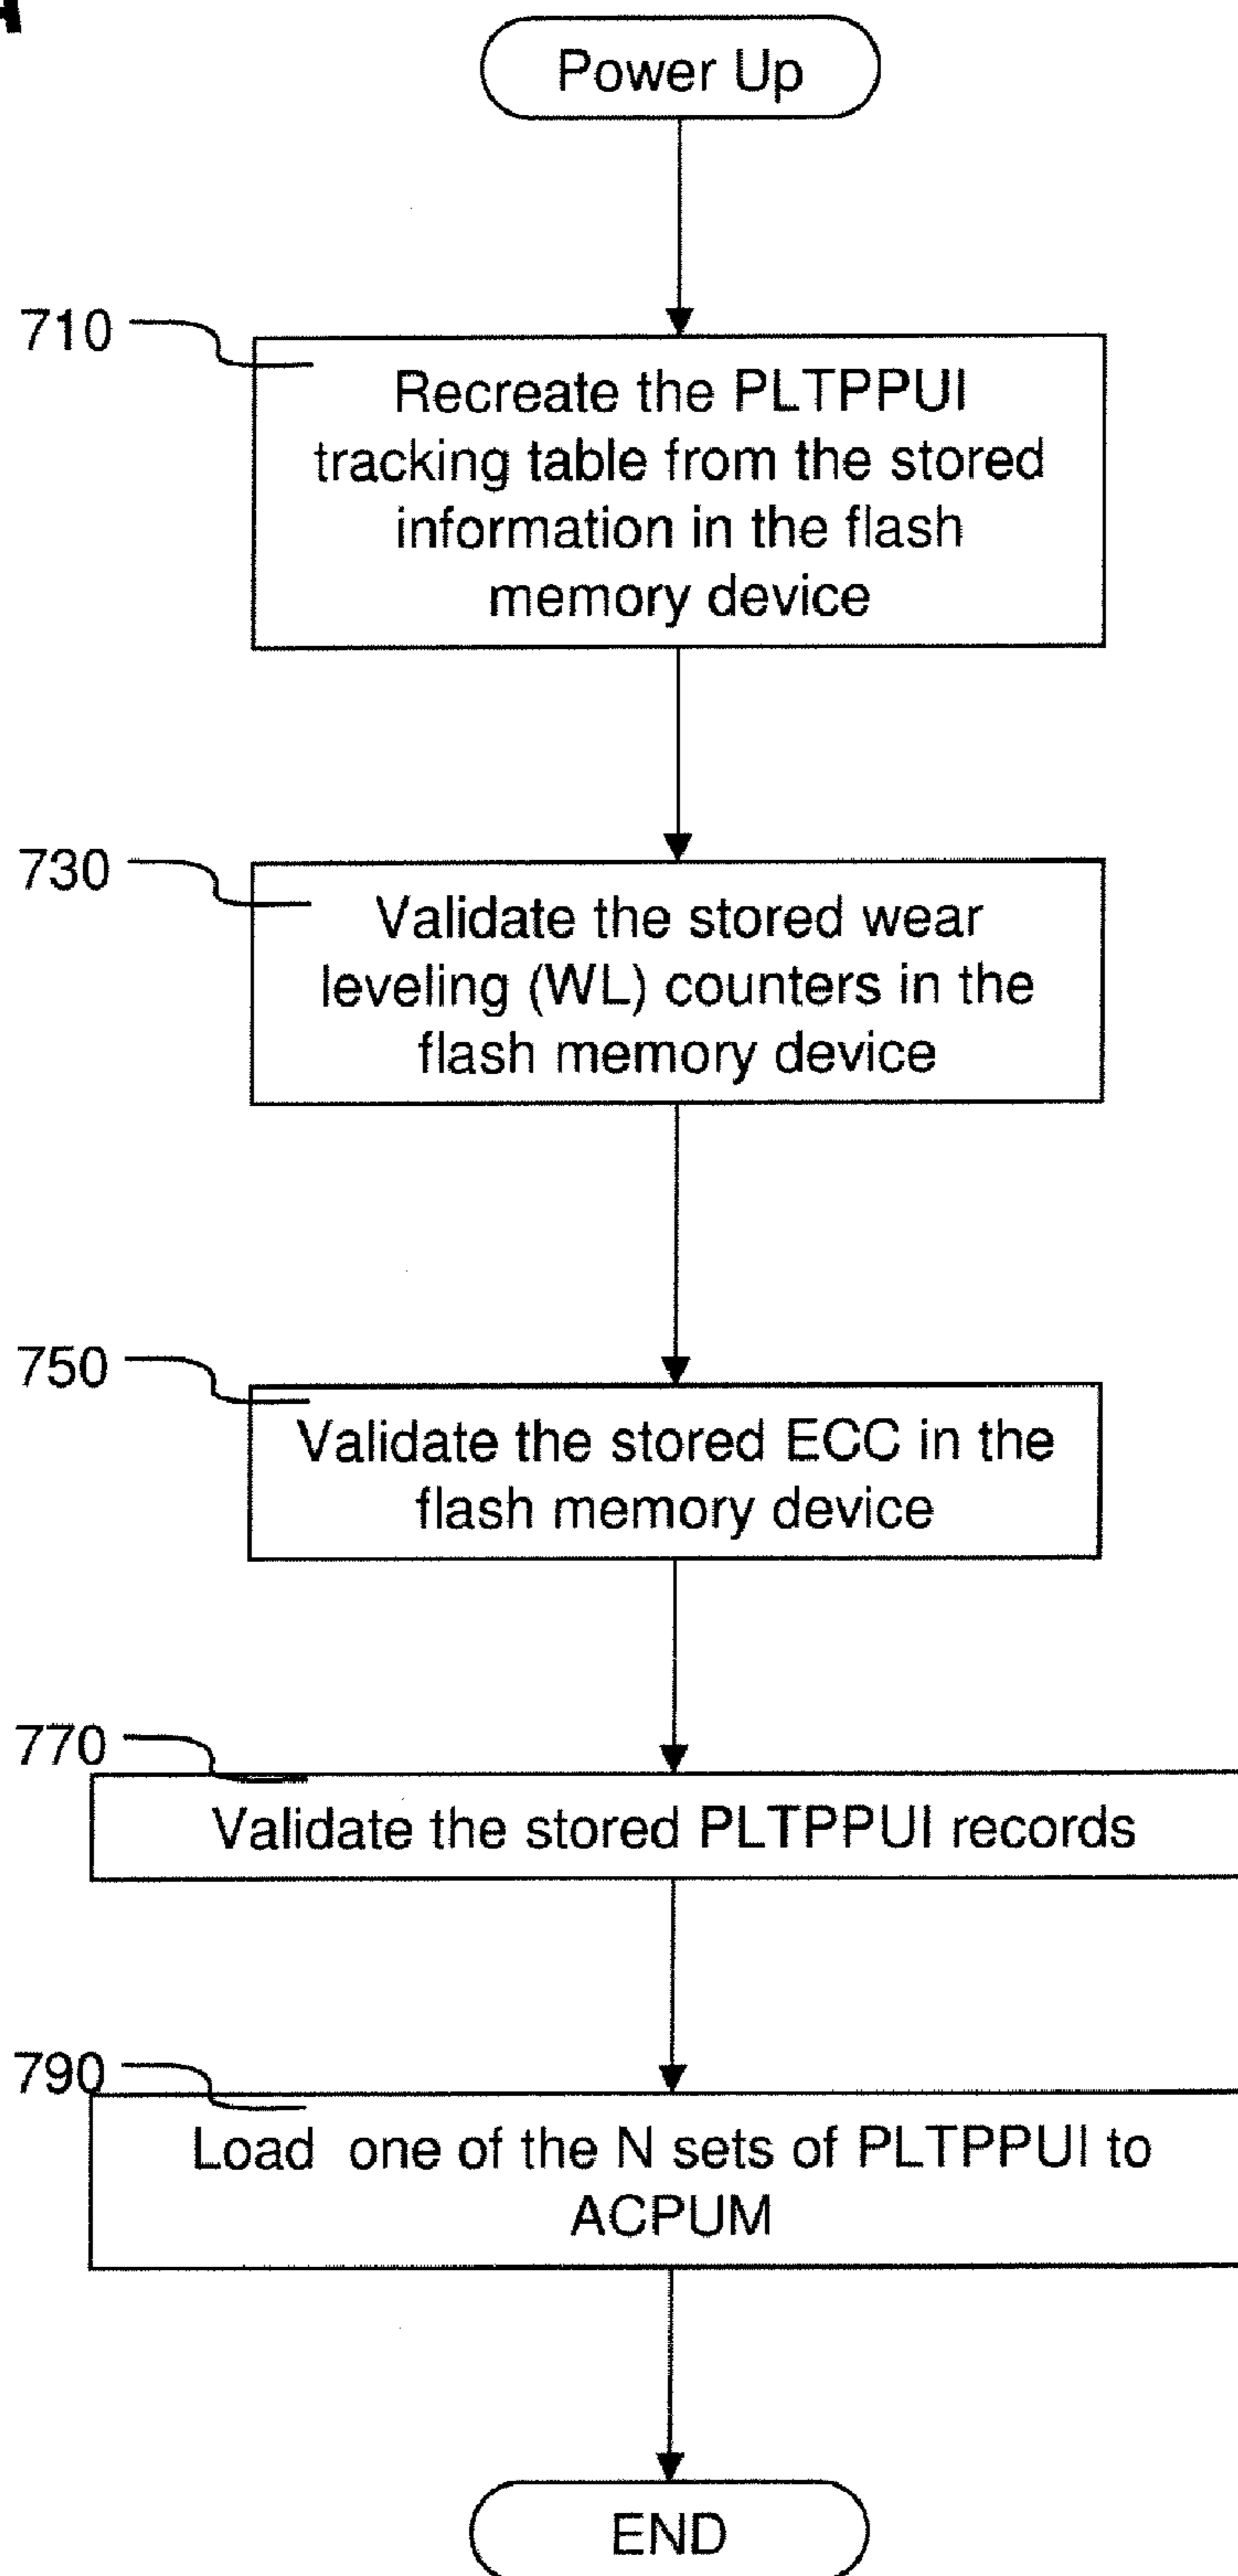 Power Up
710
Recreate the PLTPPUI
tracking table from the stored
information in the flash
memory device
730
Validate the stored wear
leveling (WL) counters in the
flash memory device
750
Validate the stored ECC in the
flash memory device
770
Validate the stored PLTPPUI records
790
Load one of the N sets of PLTPPUI to
ACPUM
END